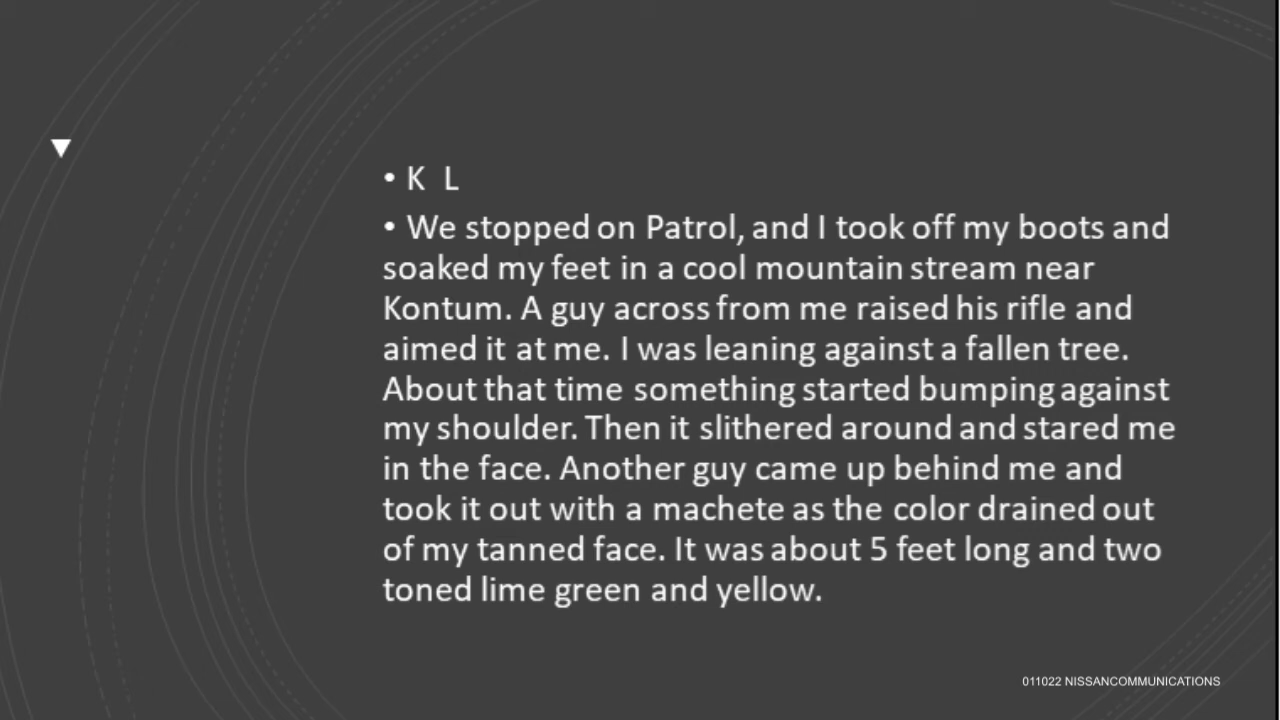 • K L
• We stopped on Patrol, and I took off my boots and
soaked my feet in a cool mountain stream near
Kontum. A guy across from me raised his rifle and
aimed it at me. I was leaning against a fallen tree.
About that time something started bumping against
my shoulder. Then it slithered around and stared me
in the face. Another guy came up behind me and
took it out with a machete as the color drained out
of my tanned face. It was about 5 feet long and two
toned lime green and yellow.
011022 NISSANCOMMUNICATIONS